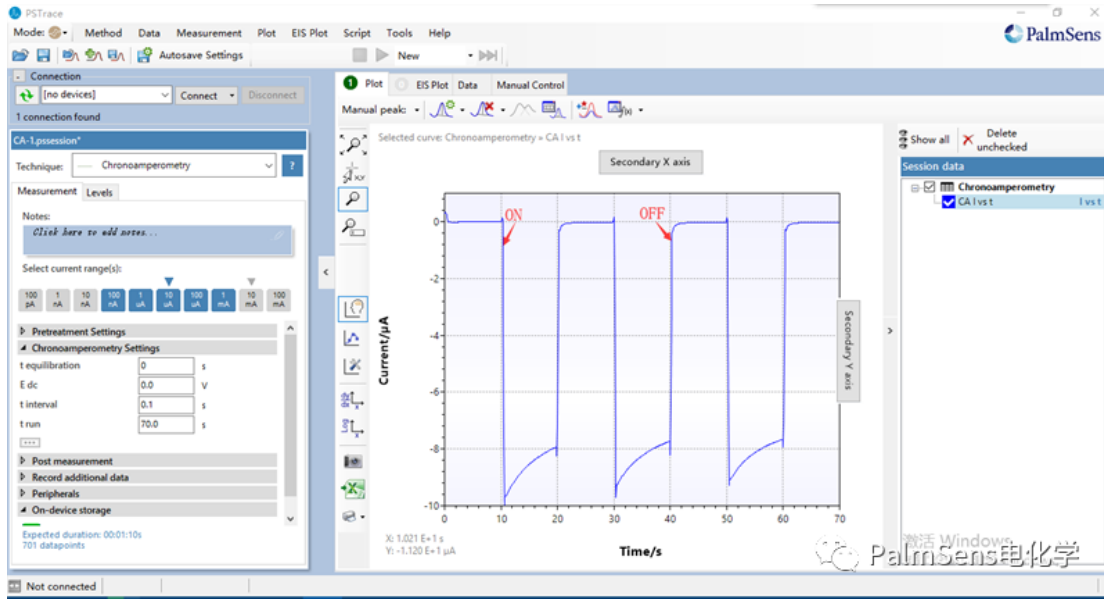 PSTrace
Mode: Method Data Measurement Plot EIS Plot Script Tools Help
PalmSens
Autosave Settings
New
Connection
[no devices]
Connect
Disconnect
1 connection found
CA-1.pssession*
Technique: Chronoamperometry
?
Measurement Levels
Notes:
Click here to add notes...
Select current range(s):
100 pA
1 nA
10 nA
100 nA
1 uA
10 uA
100 uA
1 mA
10 mA
100 mA
Pretreatment Settings
Chronoamperometry Settings
t equilibration 0 s
E dc 0.0 V
t interval 0.1 s
t run 70.0 s
Post measurement
Record additional data
Peripherals
On-device storage
Expected duration: 00:01:10s
701 datapoints
Not connected
1 Plot EIS Plot Data Manual Control
Manual peak:
Selected curve: Chronoamperometry » CA I vs t
Secondary X axis
ON
OFF
Current/µA
0
-2
-4
-6
-8
-10
0 10 20 30 40 50 60 70
Time/s
Secondary Y axis
X: 1.021 E+1 s
Y: -1.120 E+1 µA
Show all
Delete unchecked
Session data
Chronoamperometry
CA I vs t I vs t
激活 Windows
PalmSens电化学